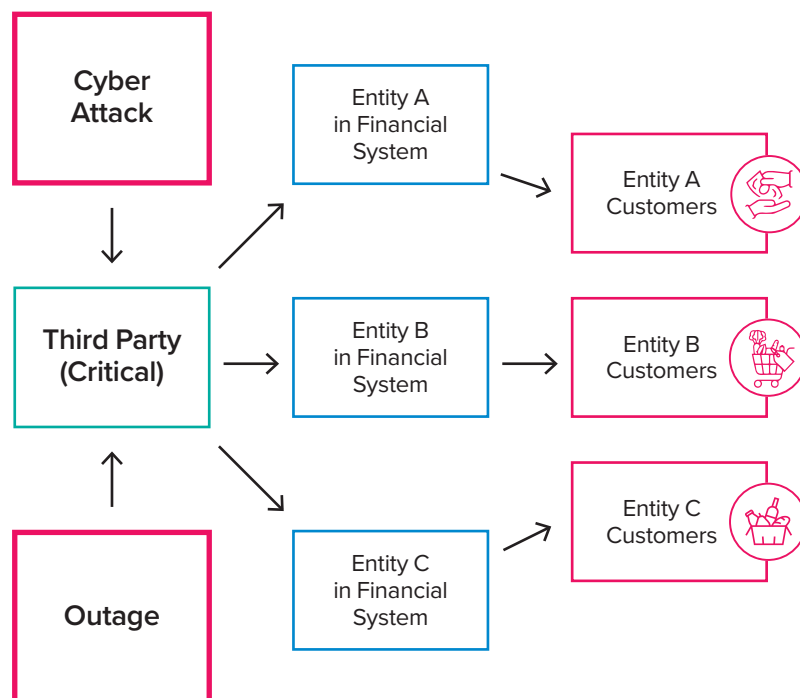 Cyber
Attack
Entity A
in Financial
System
Entity A
Customers
Third Party
(Critical)
Entity B
in Financial
System
Entity B
Customers
Outage
Entity C
in Financial
System
Entity C
Customers